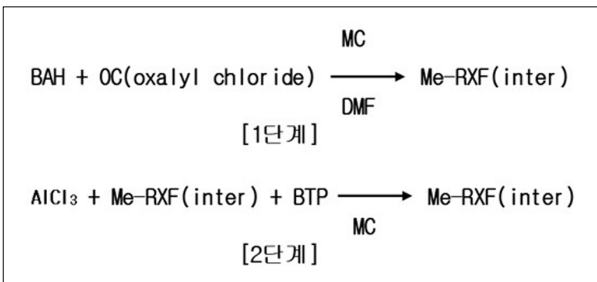 MC
BAH + OC(oxalyl chloride) ⟶ Me-RXF(inter)
DMF
[1단계]
AlCl₃ + Me-RXF(inter) + BTP ⟶ Me-RXF(inter)
MC
[2단계]